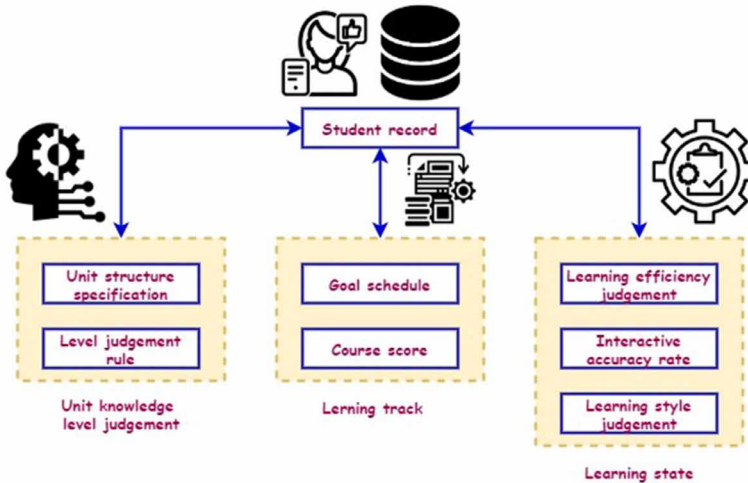 Student record
Unit structure
specification
Level judgement
rule
Unit knowledge
level judgement
Goal schedule
Course score
Lerning track
Learning efficiency
judgement
Interactive
accuracy rate
Learning style
judgement
Learning state